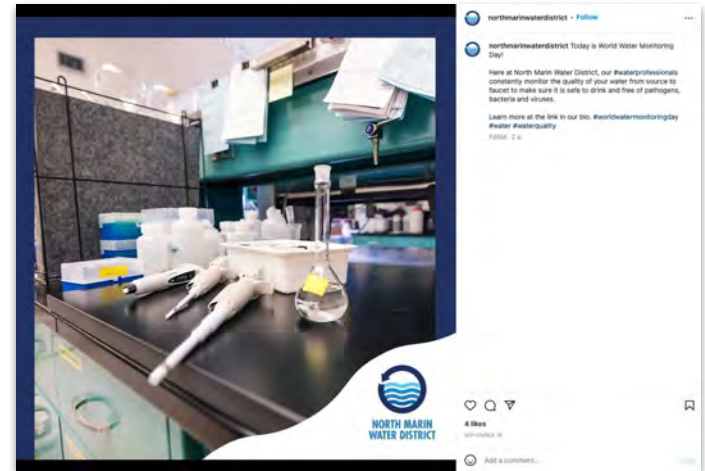 northmarinwaterdistrict • Follow
northmarinwaterdistrict Today is World Water Monitoring
Day!
Here at North Marin Water District, our #waterprofessionals
constantly monitor the quality of your water from source to
faucet to make sure it is safe to drink and free of pathogens,
bacteria and viruses.
Learn more at the link in our bio. #worldwatermonitoringday
#water #waterquality
Edited
NORTH MARIN
WATER DISTRICT
4 likes
SEPTEMBER
Add a comment...